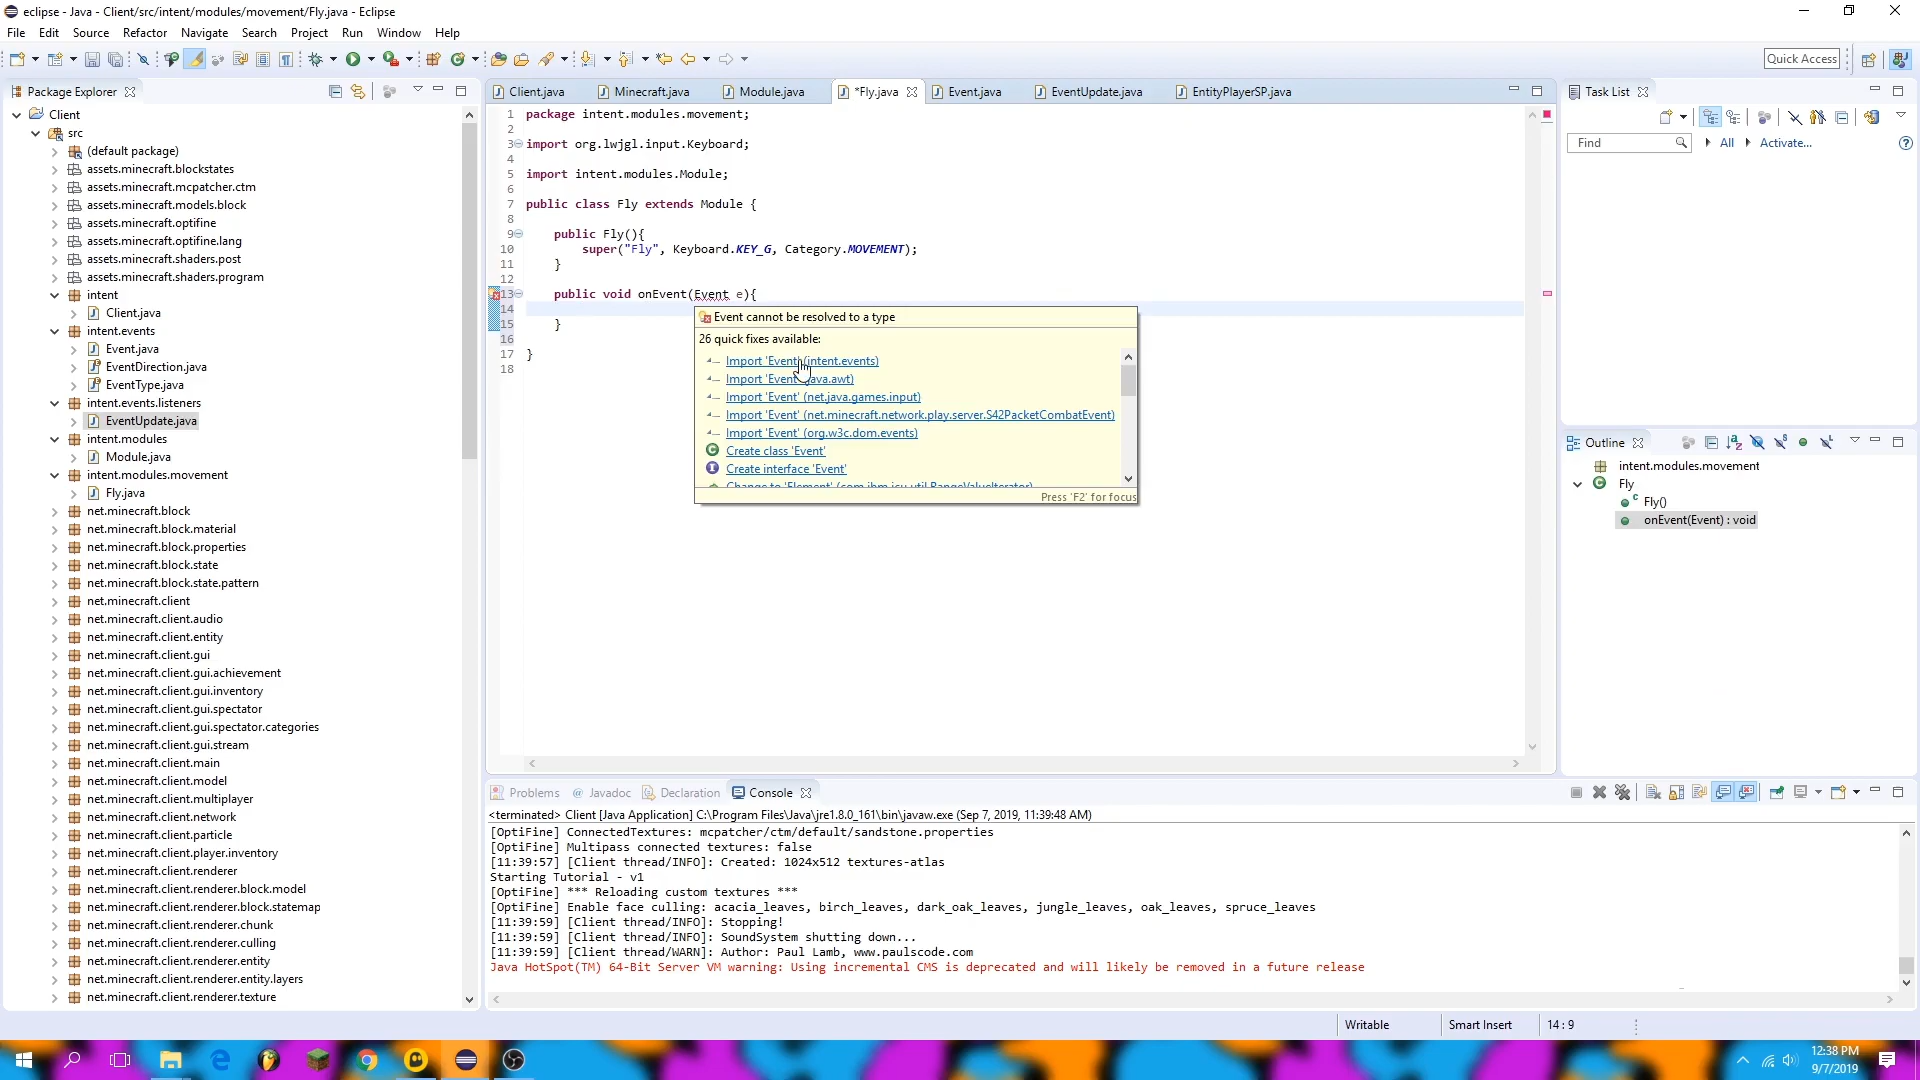 eclipse - Java - Client/src/intent/modules/movement/Fly.java - Eclipse
File Edit Source Refactor Navigate Search Project Run Window Help
Quick Access
Package Explorer
Client
src
(default package)
assets.minecraft.blockstates
assets.minecraft.mcpatcher.ctm
assets.minecraft.models.block
assets.minecraft.optifine
assets.minecraft.optifine.lang
assets.minecraft.shaders.post
assets.minecraft.shaders.program
intent
Client.java
intent.events
Event.java
EventDirection.java
EventType.java
intent.events.listeners
EventUpdate.java
intent.modules
Module.java
intent.modules.movement
Fly.java
net.minecraft.block
net.minecraft.block.material
net.minecraft.block.properties
net.minecraft.block.state
net.minecraft.block.state.pattern
net.minecraft.client
net.minecraft.client.audio
net.minecraft.client.entity
net.minecraft.client.gui
net.minecraft.client.gui.achievement
net.minecraft.client.gui.inventory
net.minecraft.client.gui.spectator
net.minecraft.client.gui.spectator.categories
net.minecraft.client.gui.stream
net.minecraft.client.main
net.minecraft.client.model
net.minecraft.client.multiplayer
net.minecraft.client.network
net.minecraft.client.particle
net.minecraft.client.player.inventory
net.minecraft.client.renderer
net.minecraft.client.renderer.block.model
net.minecraft.client.renderer.block.statemap
net.minecraft.client.renderer.chunk
net.minecraft.client.renderer.culling
net.minecraft.client.renderer.entity
net.minecraft.client.renderer.entity.layers
net.minecraft.client.renderer.texture
Client.java Minecraft.java Module.java *Fly.java Event.java EventUpdate.java EntityPlayerSP.java
1 package intent.modules.movement;
2
3 import org.lwjgl.input.Keyboard;
4
5 import intent.modules.Module;
6
7 public class Fly extends Module {
8
9 public Fly(){
10 super("Fly", Keyboard.KEY_G, Category.MOVEMENT);
11 }
12
13 public void onEvent(Event e){
14
15 }
16
17 }
18
Event cannot be resolved to a type
26 quick fixes available:
Import 'Event' (intent.events)
Import 'Event' (java.awt)
Import 'Event' (net.java.games.input)
Import 'Event' (net.minecraft.network.play.server.S42PacketCombatEvent)
Import 'Event' (org.w3c.dom.events)
Create class 'Event'
Create interface 'Event'
Change to 'Element' (com.ibm.icu.util.RangeValueIterator)
Press 'F2' for focus
Task List
Find All Activate...
Outline
intent.modules.movement
Fly
Fly()
onEvent(Event) : void
Problems @ Javadoc Declaration Console
<terminated> Client [Java Application] C:\Program Files\Java\jre1.8.0_161\bin\javaw.exe (Sep 7, 2019, 11:39:48 AM)
[OptiFine] ConnectedTextures: mcpatcher/ctm/default/sandstone.properties
[OptiFine] Multipass connected textures: false
[11:39:57] [Client thread/INFO]: Created: 1024x512 textures-atlas
Starting Tutorial - v1
[OptiFine] *** Reloading custom textures ***
[OptiFine] Enable face culling: acacia_leaves, birch_leaves, dark_oak_leaves, jungle_leaves, oak_leaves, spruce_leaves
[11:39:59] [Client thread/INFO]: Stopping!
[11:39:59] [Client thread/INFO]: SoundSystem shutting down...
[11:39:59] [Client thread/WARN]: Author: Paul Lamb, www.paulscode.com
Java HotSpot(TM) 64-Bit Server VM warning: Using incremental CMS is deprecated and will likely be removed in a future release
Writable Smart Insert 14 : 9
12:38 PM
9/7/2019